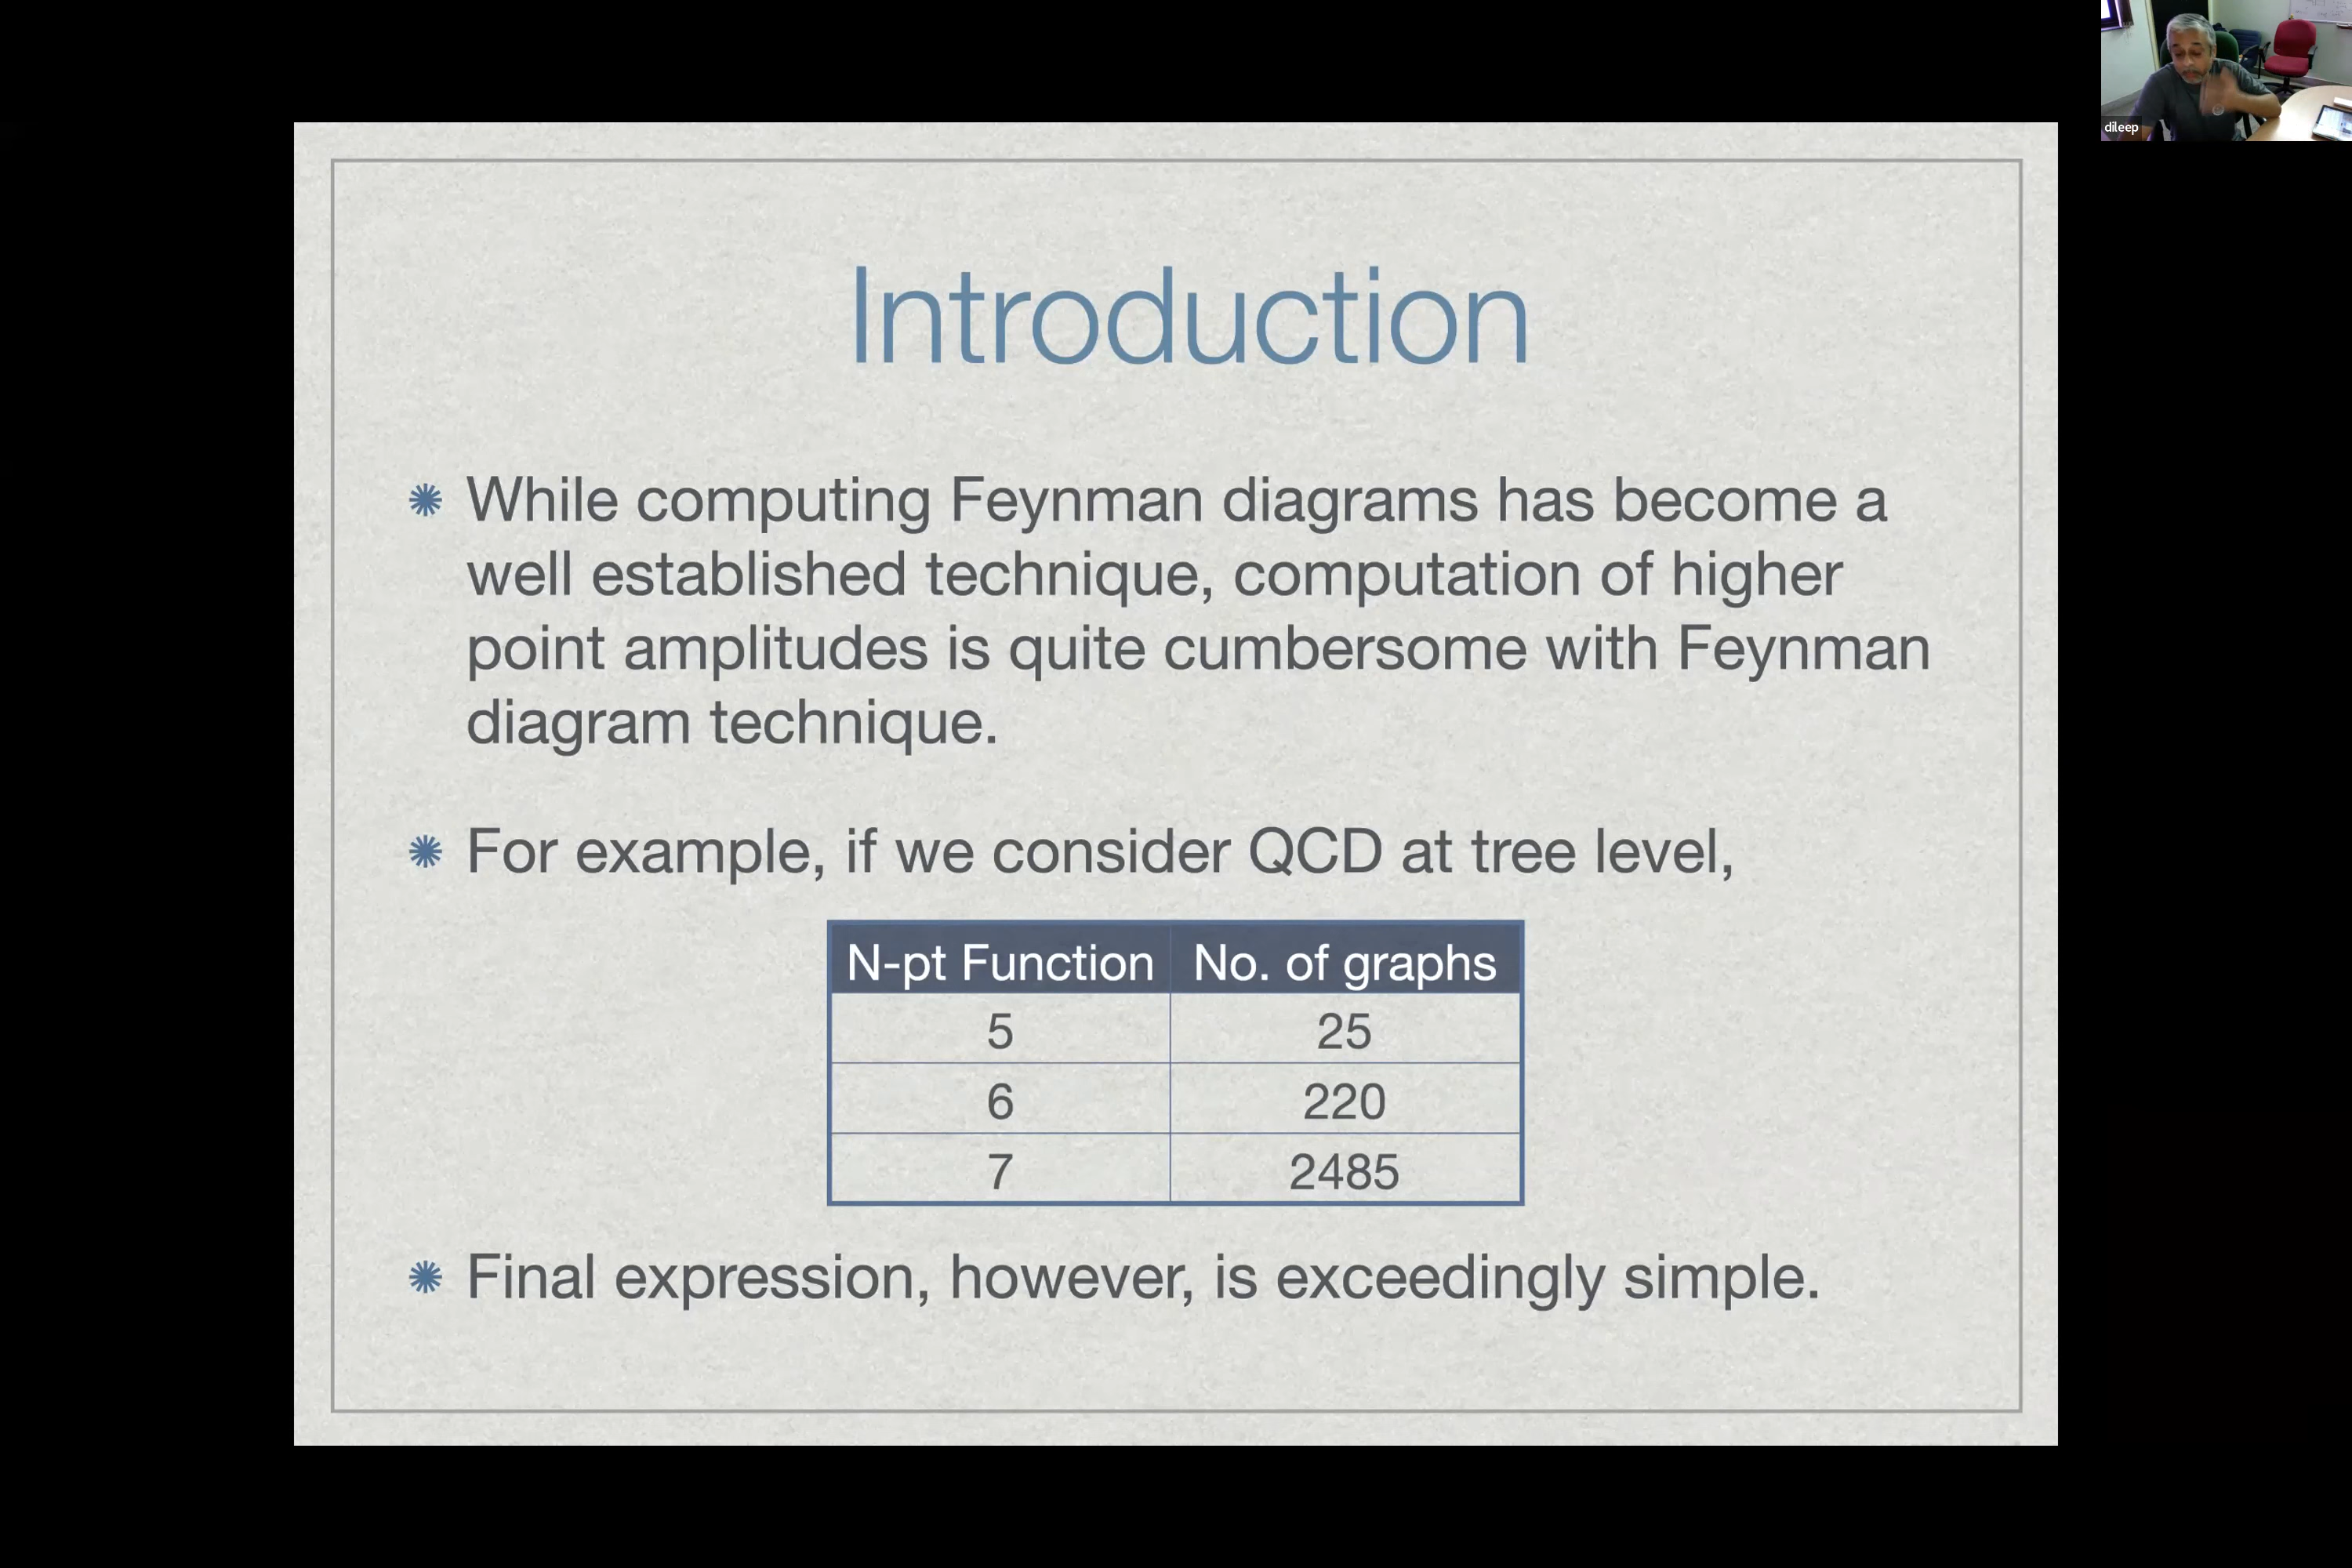 Introduction
While computing Feynman diagrams has become a
well established technique, computation of higher
point amplitudes is quite cumbersome with Feynman
diagram technique.
For example, if we consider QCD at tree level,
N-pt Function No. of graphs
5 25
6 220
7 2485
Final expression, however, is exceedingly simple.
dileep